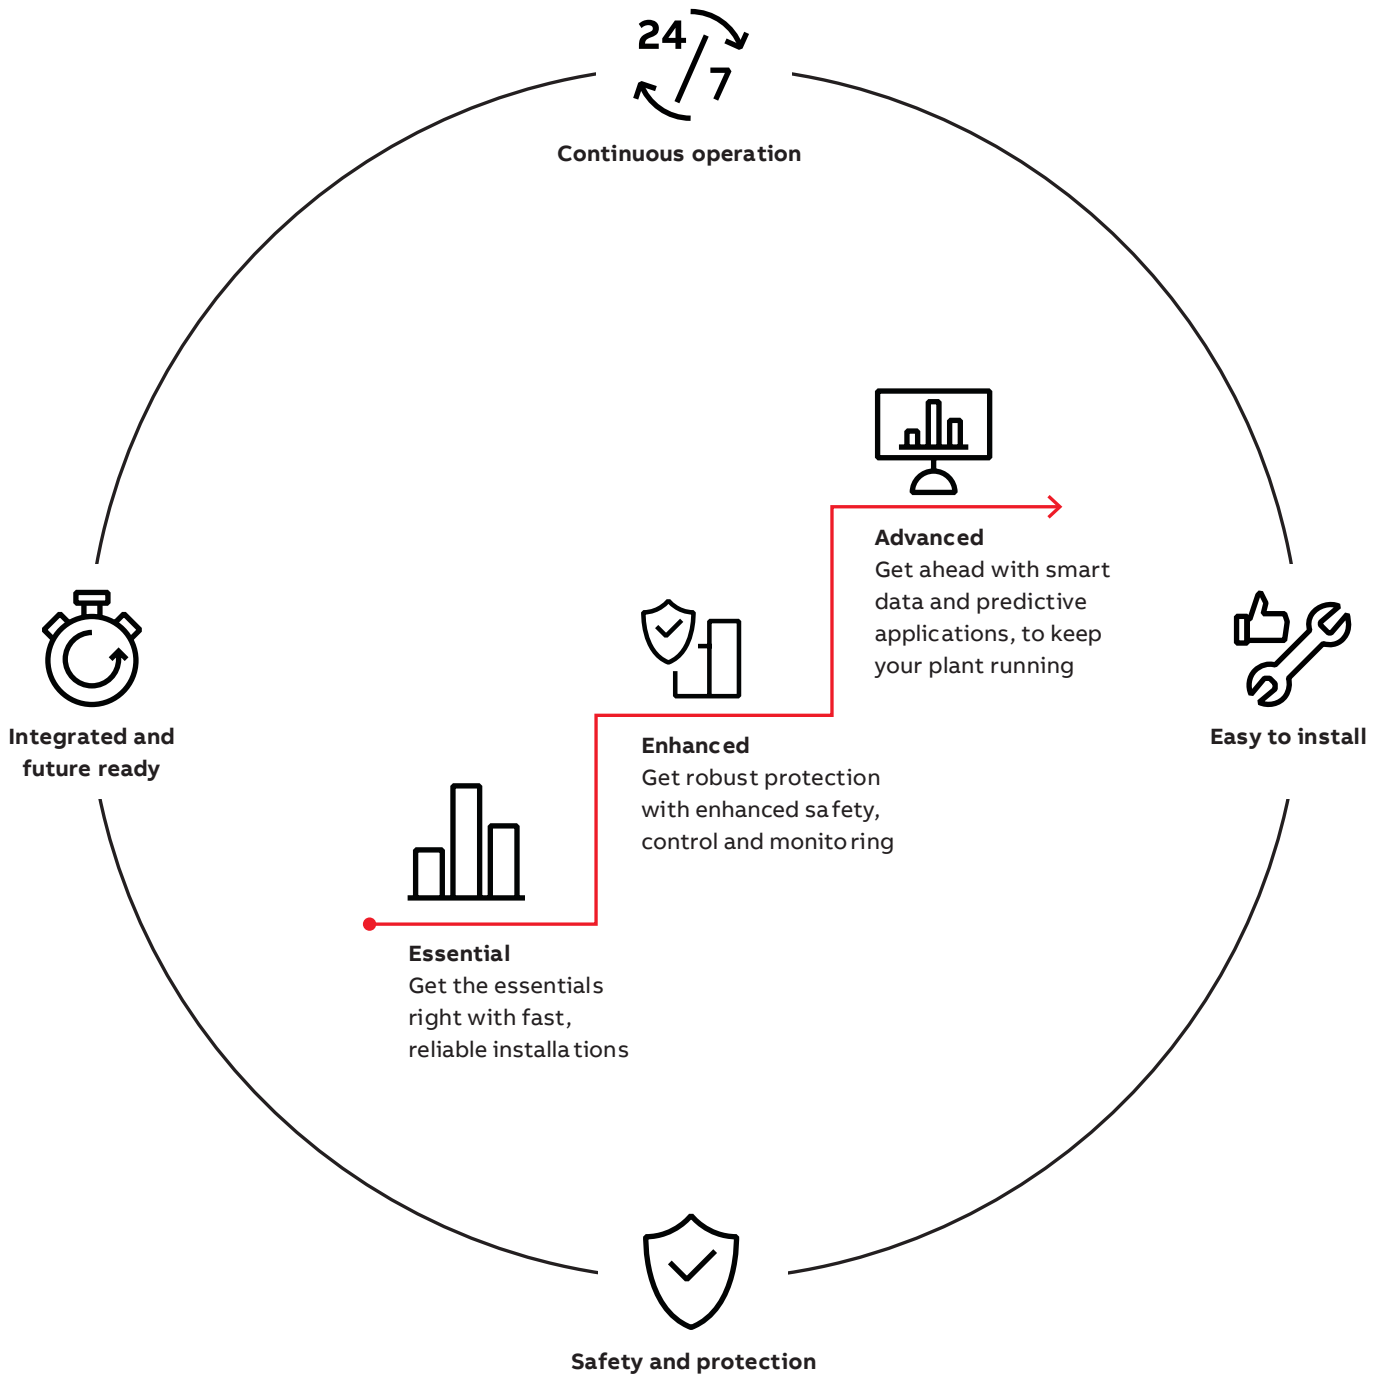 24
7
Continuous operation
Advanced
Get ahead with smart
data and predictive
applications, to keep
your plant running
Integrated and
future ready
Easy to install
Enhanced
Get robust protection
with enhanced safety,
control and monitoring
Essential
Get the essentials
right with fast,
reliable installations
Safety and protection